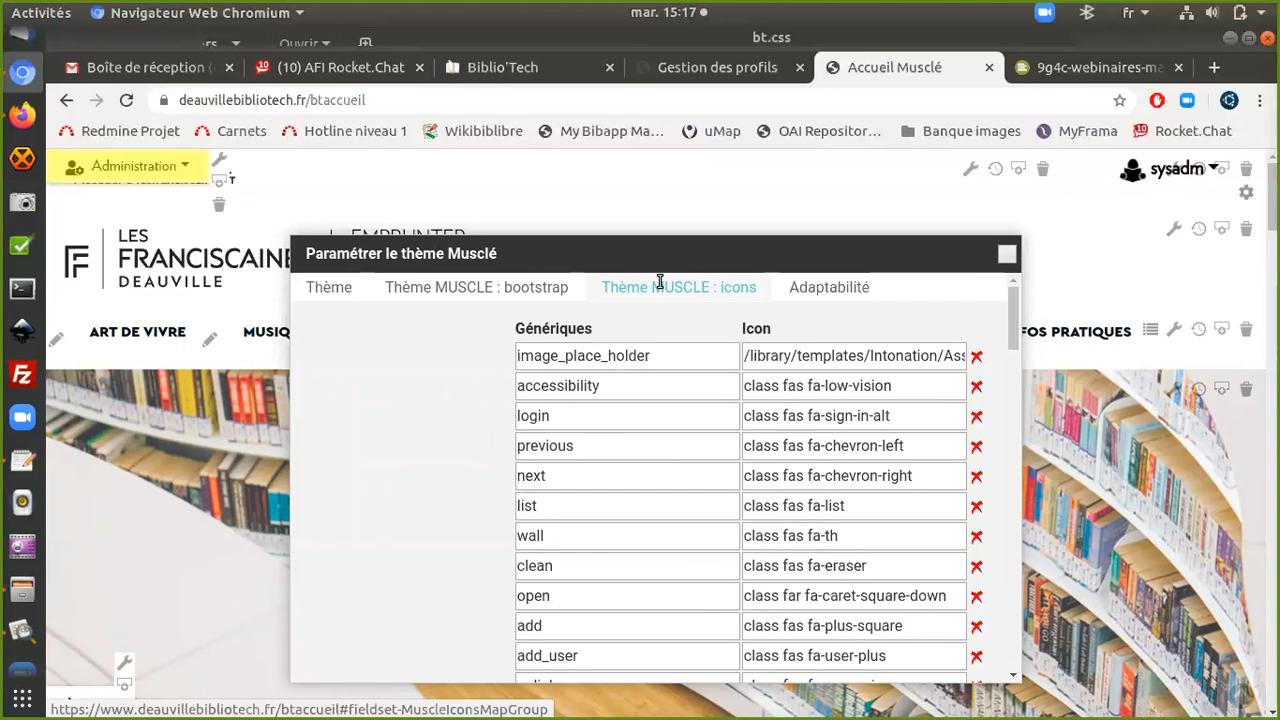 Activités
Navigateur Web Chromium
mar. 15:17
fr
Ouvrir
bt.css
Boîte de réception (
(10) AFI Rocket.Chat
Biblio'Tech
Gestion des profils
Accueil Musclé
9g4c-webinaires-ma
deauvillebibliotech.fr/btaccueil
Redmine Projet
Carnets
Hotline niveau 1
Wikibiblibre
My Bibapp Ma...
uMap
OAI Repositor...
Banque images
MyFrama
Rocket.Chat
Administration
sysadm
LES
FRANCISCAINE
DEAUVILLE
EMPRUNTER
ART DE VIVRE
MUSIQ
FOS PRATIQUES
Paramétrer le thème Musclé
Thème
Thème MUSCLE : bootstrap
Thème MUSCLE : icons
Adaptabilité
Génériques
Icon
image_place_holder
/library/templates/Intonation/Ass
accessibility
class fas fa-low-vision
login
class fas fa-sign-in-alt
previous
class fas fa-chevron-left
next
class fas fa-chevron-right
list
class fas fa-list
wall
class fas fa-th
clean
class fas fa-eraser
open
class far fa-caret-square-down
add
class fas fa-plus-square
add_user
class fas fa-user-plus
https://www.deauvillebibliotech.fr/btaccueil#fieldset-MuscleIconsMapGroup